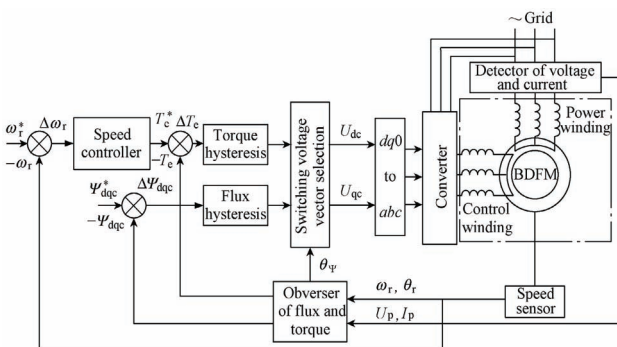 ~ Grid
Detector of voltage
and current
Power
winding
ω*r
Δωr
-ωr
Speed
controller
T*e
ΔTe
-Te
Torque
hysteresis
Ψ*dqc
ΔΨdqc
-Ψdqc
Flux
hysteresis
Switching voltage
vector selection
Udc
Uqc
dq0
to
abc
Converter
Control
winding
BDFM
θΨ
Obverser
of flux and
torque
ωr, θr
Up, Ip
Speed
sensor